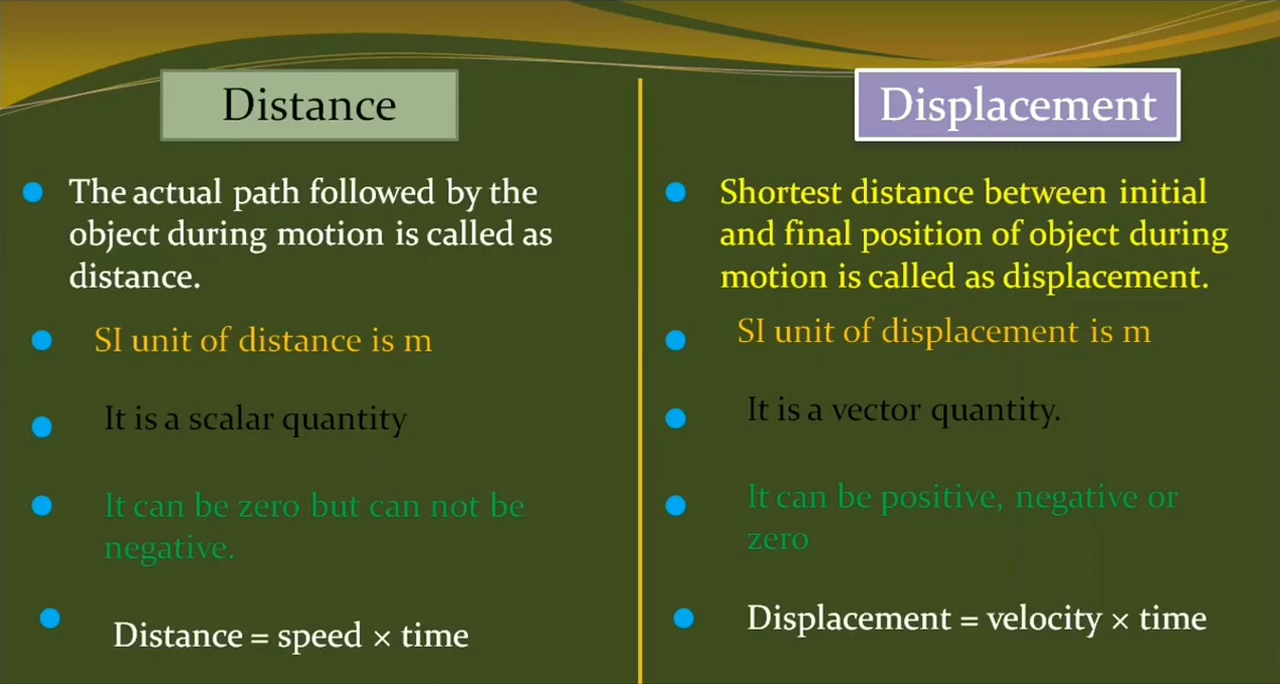 Distance
The actual path followed by the
object during motion is called as
distance.
SI unit of distance is m
It is a scalar quantity
It can be zero but can not be
negative.
Distance = speed × time
Displacement
Shortest distance between initial
and final position of object during
motion is called as displacement.
SI unit of displacement is m
It is a vector quantity.
It can be positive, negative or
zero
Displacement = velocity × time